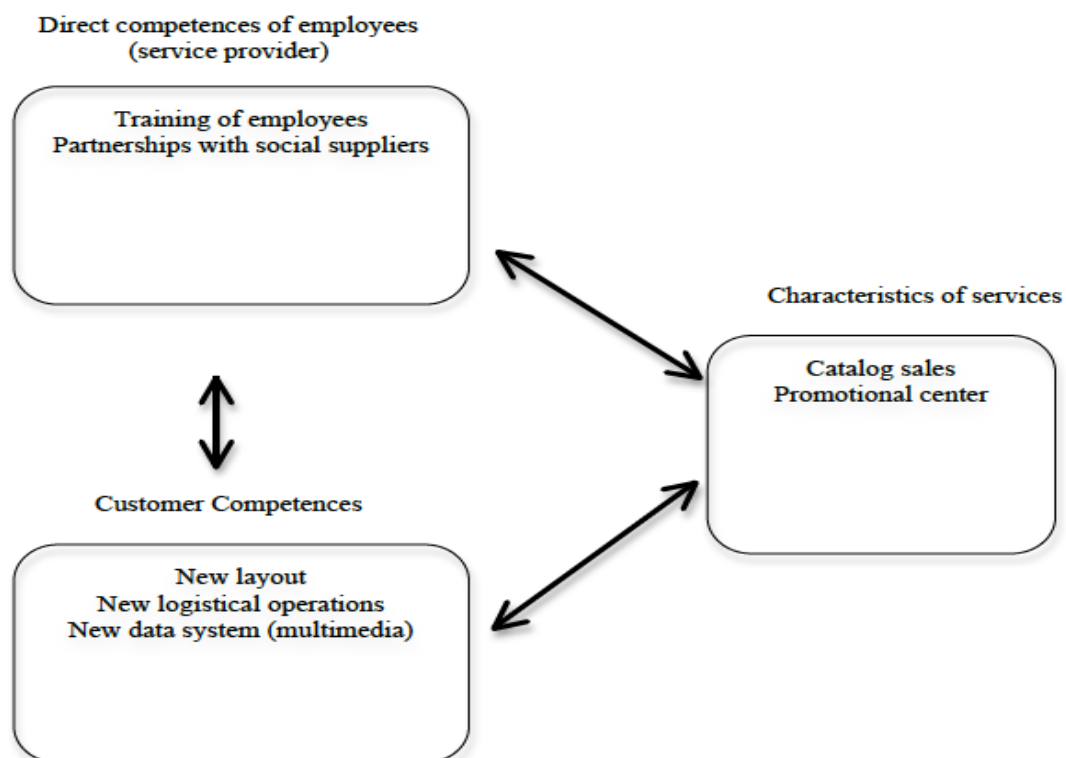 Direct competences of employees
(service provider)
Training of employees
Partnerships with social suppliers
Characteristics of services
Catalog sales
Promotional center
Customer Competences
New layout
New logistical operations
New data system (multimedia)